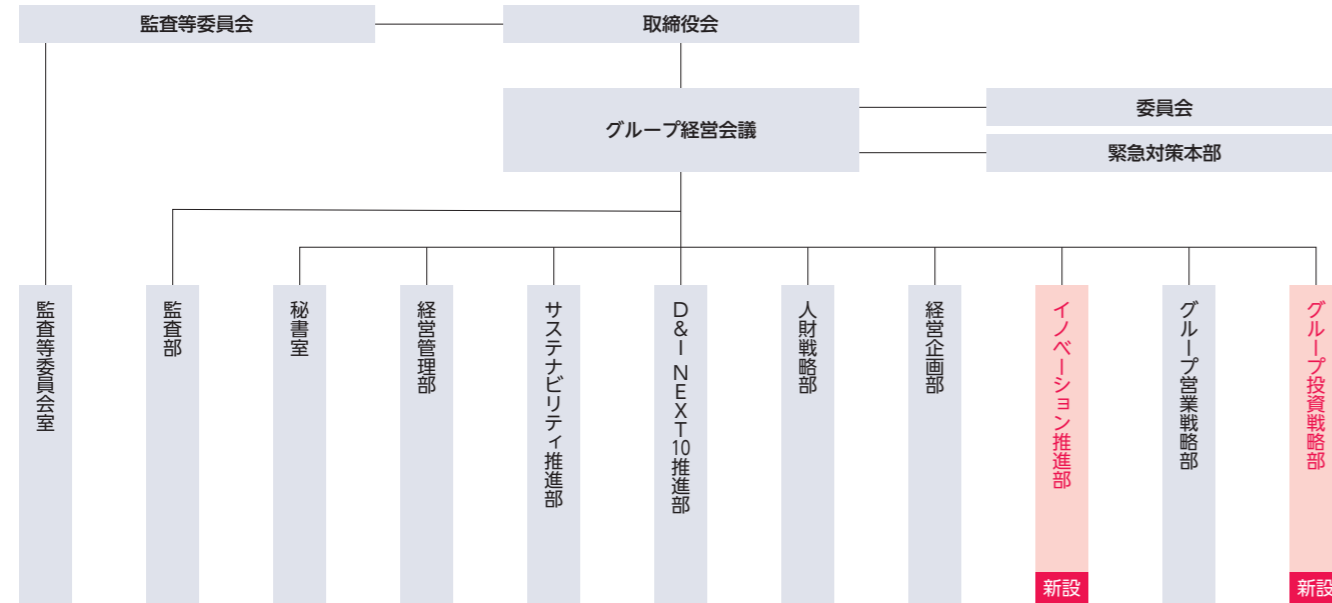 監査等委員会
取締役会
グループ経営会議
委員会
緊急対策本部
監査等委員会室
監査部
秘書室
経営管理部
サステナビリティ推進部
D&I NEXT10推進部
人財戦略部
経営企画部
イノベーション推進部
新設
グループ営業戦略部
グループ投資戦略部
新設